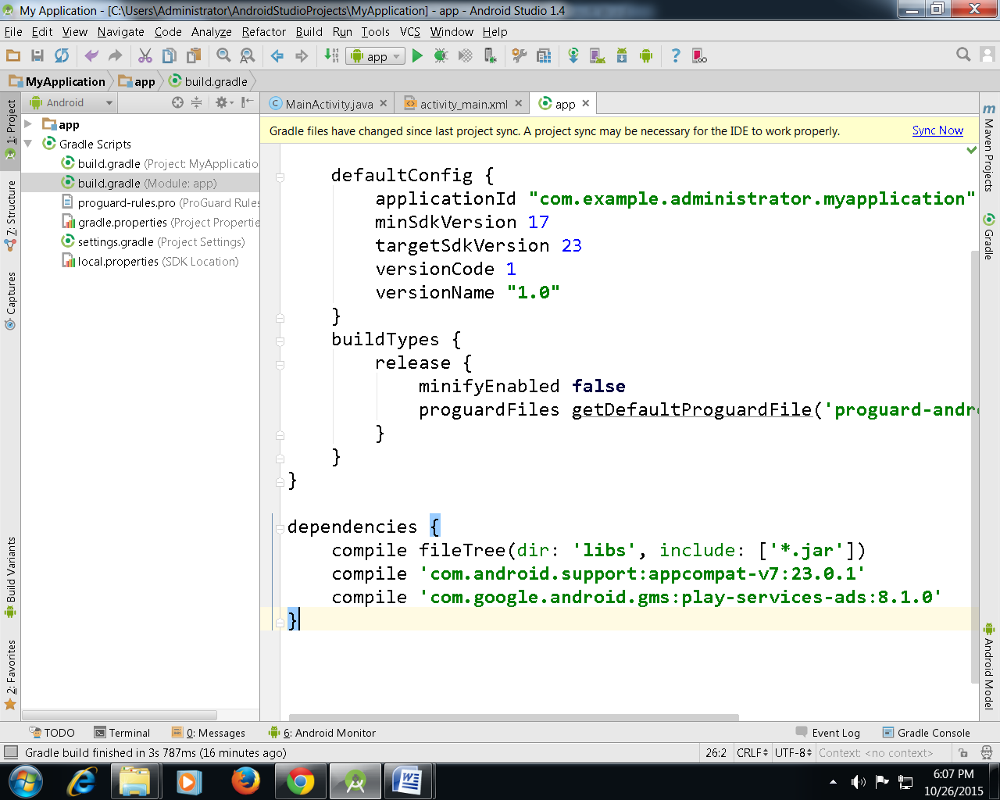 My Application - [C:\Users\Administrator\AndroidStudioProjects\MyApplication] - app - Android Studio 1.4
File Edit View Navigate Code Analyze Refactor Build Run Tools VCS Window Help
app
MyApplication app build.gradle
1: Project
Z: Structure
Captures
Build Variants
2: Favorites
Android
app
Gradle Scripts
build.gradle (Project: MyApplicatio
build.gradle (Module: app)
proguard-rules.pro (ProGuard Rules
gradle.properties (Project Propertie
settings.gradle (Project Settings)
local.properties (SDK Location)
MainActivity.java activity_main.xml app
Gradle files have changed since last project sync. A project sync may be necessary for the IDE to work properly. Sync Now
defaultConfig {
applicationId "com.example.administrator.myapplication"
minSdkVersion 17
targetSdkVersion 23
versionCode 1
versionName "1.0"
}
buildTypes {
release {
minifyEnabled false
proguardFiles getDefaultProguardFile('proguard-andr
}
}
}
dependencies {
compile fileTree(dir: 'libs', include: ['*.jar'])
compile 'com.android.support:appcompat-v7:23.0.1'
compile 'com.google.android.gms:play-services-ads:8.1.0'
}
Maven Projects
Gradle
Android Model
TODO Terminal 0: Messages 6: Android Monitor Event Log Gradle Console
Gradle build finished in 3s 787ms (16 minutes ago) 26:2 CRLF UTF-8 Context: <no context>
6:07 PM
10/26/2015